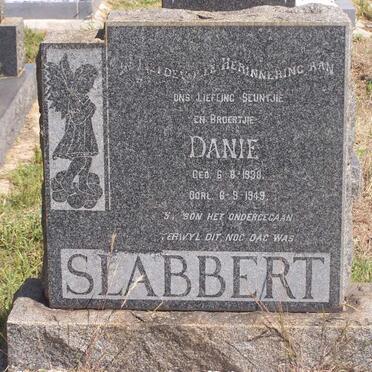 IN LIEFDEVOLLE HERINNERING AAN
ONS LIEFLING SEUNTJIE
EN BROERTJIE
DANIE
GEB. 6-8-1938.
OORL. 6-9-1949.
SY SON HET ONDERGEGAAN
TERWYL DIT NOG DAG WAS
SLABBERT